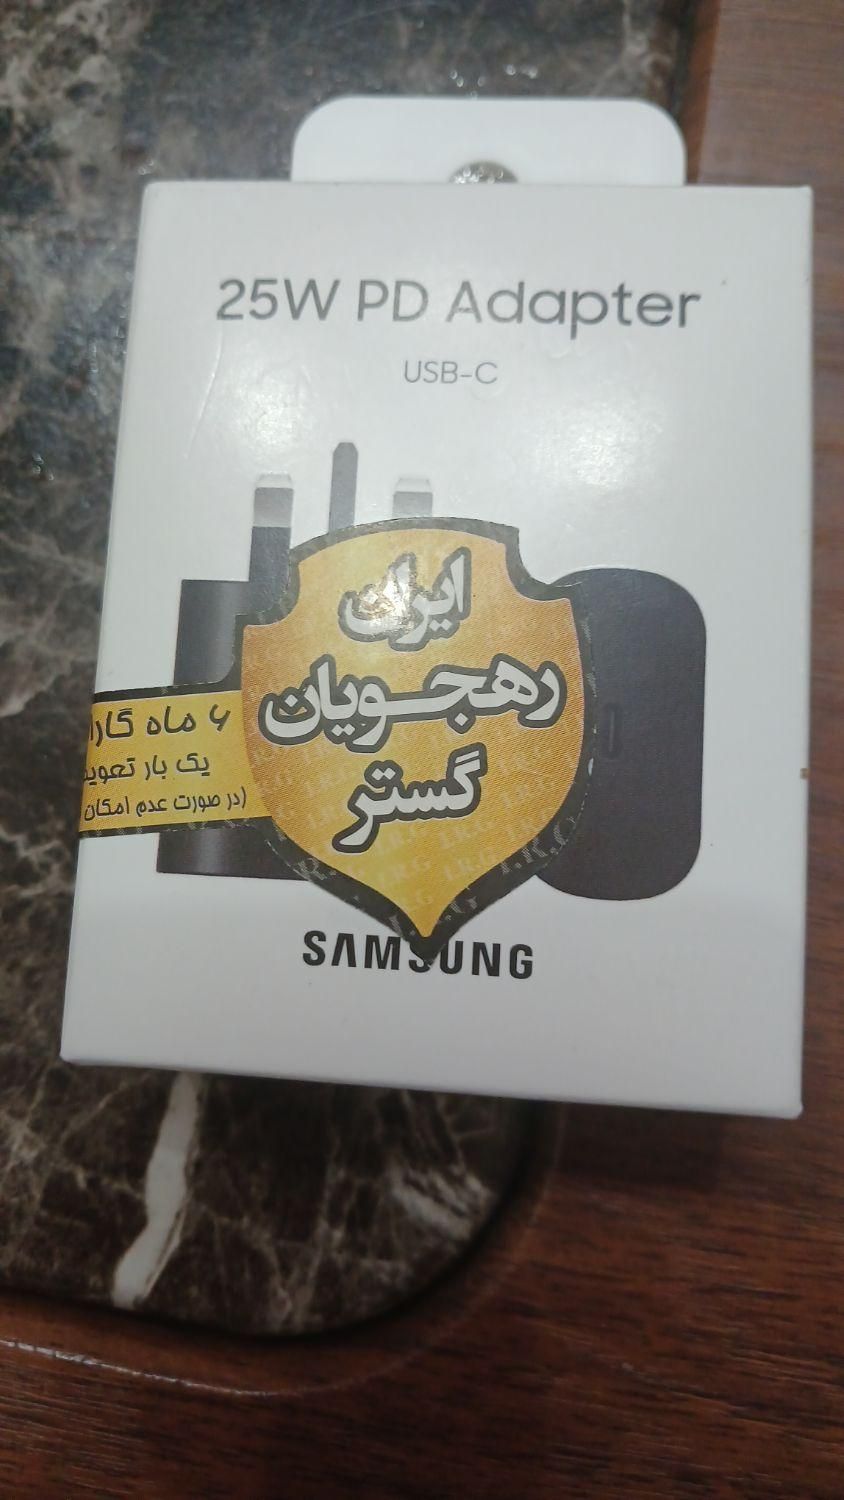 25W PD Adapter
USB-C
ایران
رهجویان
گستر
۶ ماه
یک بار
(در صورت عدم امکان
I.R.G I.R.G
SAMSUNG